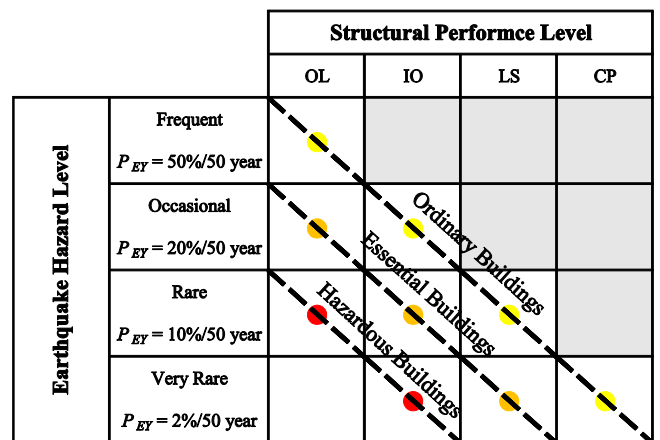 Structural Performce Level
OL IO LS CP
Earthquake Hazard Level
Frequent
P EY = 50%/50 year
Occasional
P EY = 20%/50 year
Rare
P EY = 10%/50 year
Very Rare
P EY = 2%/50 year
Ordinary Buildings
Essential Buildings
Hazardous Buildings